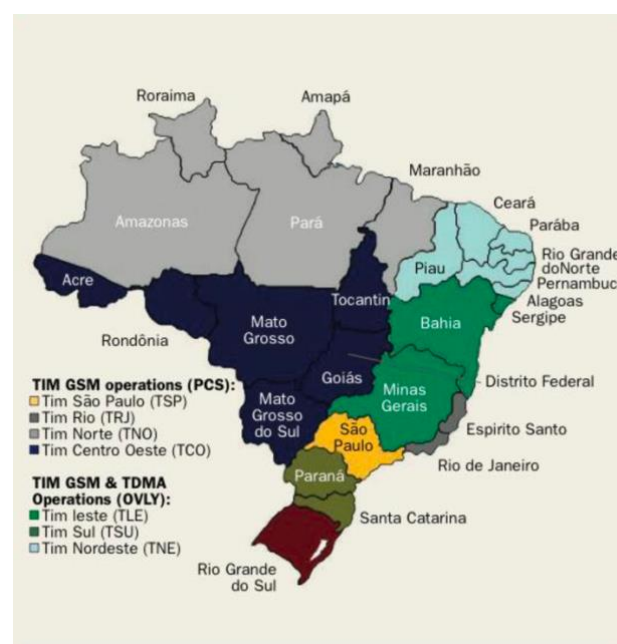 Roraima
Amapá
Maranhão
Ceará
Amazonas
Pará
Paraíba
Rio Grande
doNorte
Piau
Pernambuc
Acre
Tocantin
Alagoas
Sergipe
Bahia
Mato
Grosso
Rondônia
Goiás
Distrito Federal
Minas
Gerais
Mato
Grosso
do Sul
São
Paulo
Espirito Santo
Rio de Janeiro
Paraná
Santa Catarina
Rio Grande
do Sul
TIM GSM operations (PCS):
Tim São Paulo (TSP)
Tim Rio (TRJ)
Tim Norte (TNO)
Tim Centro Oeste (TCO)
TIM GSM & TDMA
Operations (OVLY):
Tim leste (TLE)
Tim Sul (TSU)
Tim Nordeste (TNE)